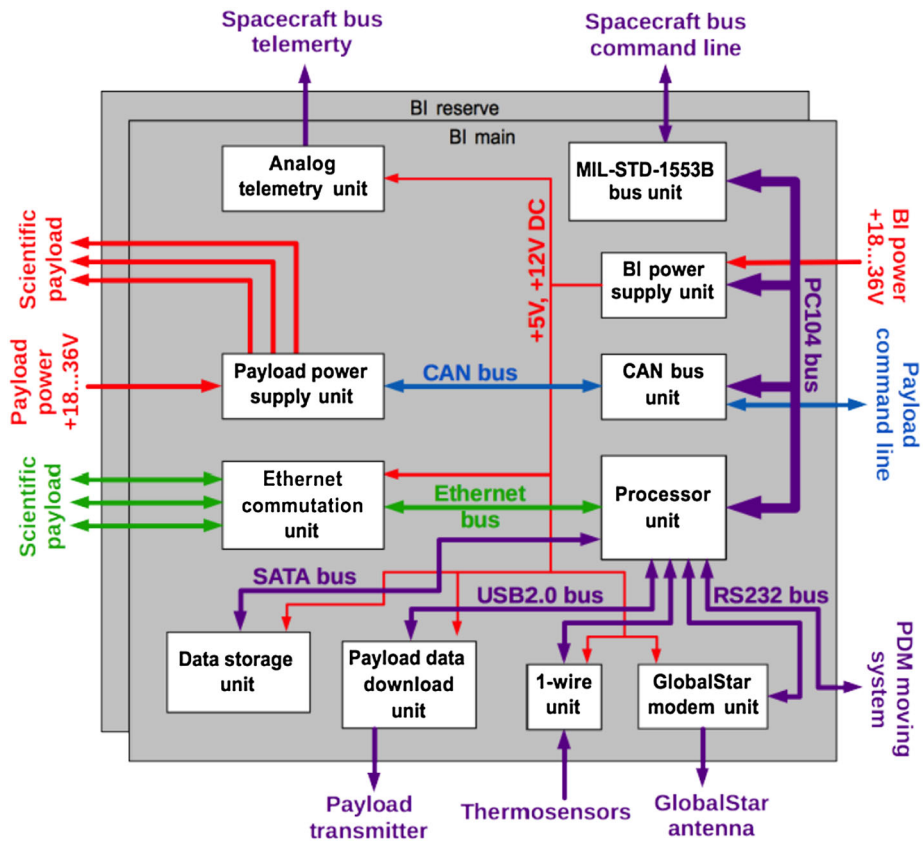 Spacecraft bus
telemerty
Spacecraft bus
command line
BI reserve
BI main
Analog
telemetry unit
MIL-STD-1553B
bus unit
Scientific
payload
+5V, +12V DC
BI power
supply unit
BI power
+18...36V
PC104 bus
Payload power
supply unit
CAN bus
CAN bus
unit
Payload
power
+18...36V
Payload
command line
Scientific
payload
Ethernet
commutation
unit
Ethernet
bus
Processor
unit
SATA bus
USB2.0 bus
RS232 bus
Data storage
unit
Payload data
download
unit
1-wire
unit
GlobalStar
modem unit
PDM moving
system
Payload
transmitter
Thermosensors
GlobalStar
antenna